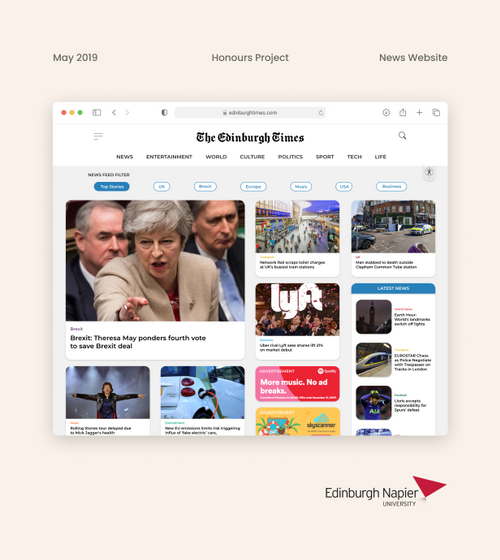 May 2019
Honours Project
News Website
edinburghtimes.com
The Edinburgh Times
NEWS
ENTERTAINMENT
WORLD
CULTURE
POLITICS
SPORT
TECH
LIFE
NEWS FEED FILTER
Top Stories
UK
Brexit
Europe
Music
USA
Business
Brexit
Brexit: Theresa May ponders fourth vote
to save Brexit deal
Network Rail scraps toilet charges
at UK's busiest train stations
UK
Man stabbed to death outside
Clapham Common Tube station
LATEST NEWS
Earth Hour:
World's landmarks
switch off lights
EUROSTAR Chaos
as Police Negotiate
with Trespasser on
Tracks in London
Football
Lloris accepts
responsibility for
Spurs' defeat
AIA
lyft
Business
Uber rival Lyft sees shares lift 21%
on market debut
ADVERTISEMENT
Spotify
More music. No ad
breaks.
ADVERTISEMENT
skyscanner
Music
Rolling Stones tour delayed due
to Mick Jagger's health
Environment
New EU emissions limits risk triggering
influx of 'fake-electric' cars.
Edinburgh Napier
UNIVERSITY